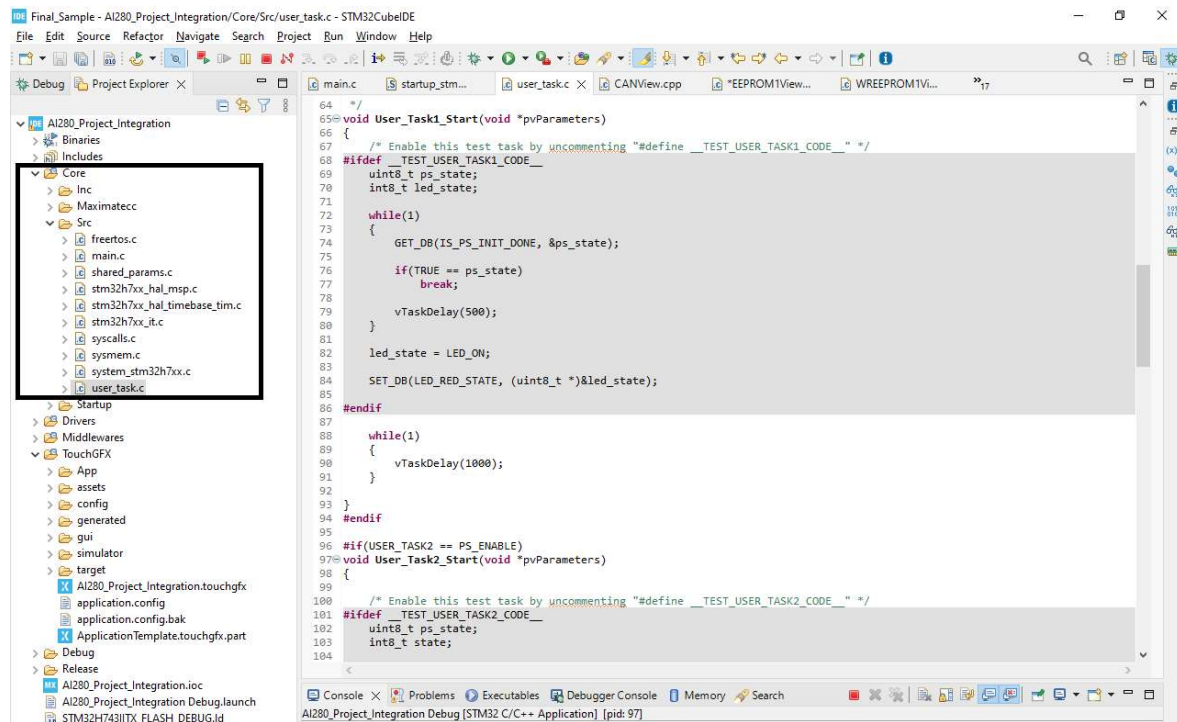 IDE Final_Sample - AI280_Project_Integration/Core/Src/user_task.c - STM32CubeIDE
File Edit Source Refactor Navigate Search Project Run Window Help
Debug Project Explorer
main.c startup_stm... user_task.c CANView.cpp *EEPROM1View... WREEPROM1Vi... »17
IDE AI280_Project_Integration
Binaries
Includes
Core
Inc
Maximatecc
Src
freertos.c
main.c
shared_params.c
stm32h7xx_hal_msp.c
stm32h7xx_hal_timebase_tim.c
stm32h7xx_it.c
syscalls.c
sysmem.c
system_stm32h7xx.c
user_task.c
Startup
Drivers
Middlewares
TouchGFX
App
assets
config
generated
gui
simulator
target
AI280_Project_Integration.touchgfx
application.config
application.config.bak
ApplicationTemplate.touchgfx.part
Debug
Release
MX AI280_Project_Integration.ioc
AI280_Project_Integration Debug.launch
STM32H743IITX_FLASH_DEBUG.ld
64 */
65 void User_Task1_Start(void *pvParameters)
66 {
67 /* Enable this test task by uncommenting "#define __TEST_USER_TASK1_CODE__" */
68 #ifdef __TEST_USER_TASK1_CODE__
69 uint8_t ps_state;
70 int8_t led_state;
71
72 while(1)
73 {
74 GET_DB(IS_PS_INIT_DONE, &ps_state);
75
76 if(TRUE == ps_state)
77 break;
78
79 vTaskDelay(500);
80 }
81
82 led_state = LED_ON;
83
84 SET_DB(LED_RED_STATE, (uint8_t *)&led_state);
85
86 #endif
87
88 while(1)
89 {
90 vTaskDelay(1000);
91 }
92
93 }
94 #endif
95
96 #if(USER_TASK2 == PS_ENABLE)
97 void User_Task2_Start(void *pvParameters)
98 {
99
100 /* Enable this test task by uncommenting "#define __TEST_USER_TASK2_CODE__" */
101 #ifdef __TEST_USER_TASK2_CODE__
102 uint8_t ps_state;
103 int8_t state;
104
Console Problems Executables Debugger Console Memory Search
AI280_Project_Integration Debug [STM32 C/C++ Application] [pid: 97]